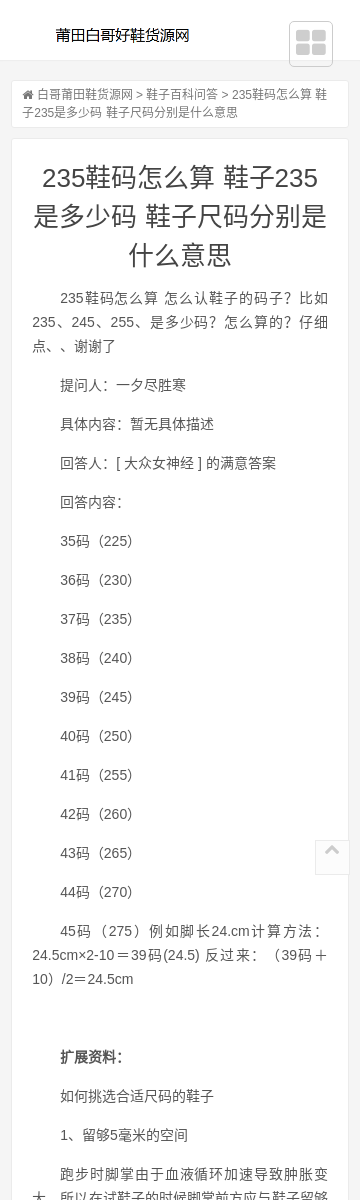 莆田白哥好鞋货源网
白哥莆田鞋货源网 > 鞋子百科问答 > 235鞋码怎么算 鞋
子235是多少码 鞋子尺码分别是什么意思
235鞋码怎么算 鞋子235
是多少码 鞋子尺码分别是
什么意思
235鞋码怎么算 怎么认鞋子的码子？比如
235、245、255、是多少码？怎么算的？仔细
点、、谢谢了
提问人：一夕尽胜寒
具体内容：暂无具体描述
回答人：[ 大众女神经 ] 的满意答案
回答内容：
35码（225）
36码（230）
37码（235）
38码（240）
39码（245）
40码（250）
41码（255）
42码（260）
43码（265）
44码（270）
45码（275）例如脚长24.cm计算方法：
24.5cm×2-10＝39码(24.5) 反过来：（39码＋
10）/2＝24.5cm
扩展资料：
如何挑选合适尺码的鞋子
1、留够5毫米的空间
跑步时脚掌由于血液循环加速导致肿胀变
大，所以在试鞋子的时候脚掌前方应与鞋子留够